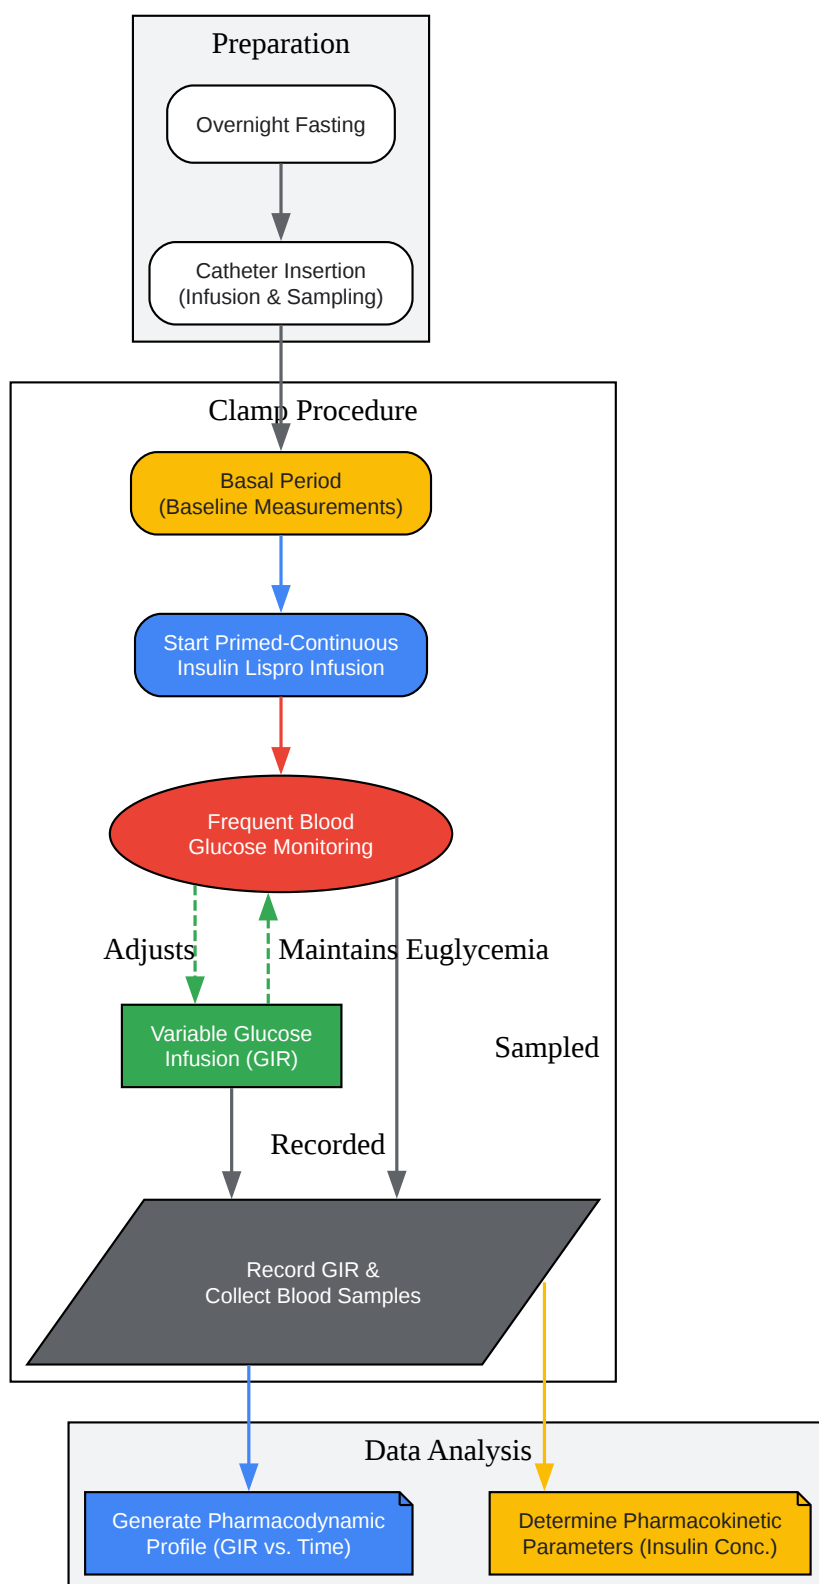 Preparation
Overnight Fasting
Catheter Insertion
(Infusion & Sampling)
Clamp Procedure
Basal Period
(Baseline Measurements)
Start Primed-Continuous
Insulin Lispro Infusion
Frequent Blood
Glucose Monitoring
Adjusts
Maintains Euglycemia
Variable Glucose
Infusion (GIR)
Sampled
Recorded
Record GIR &
Collect Blood Samples
Data Analysis
Generate Pharmacodynamic
Profile (GIR vs. Time)
Determine Pharmacokinetic
Parameters (Insulin Conc.)